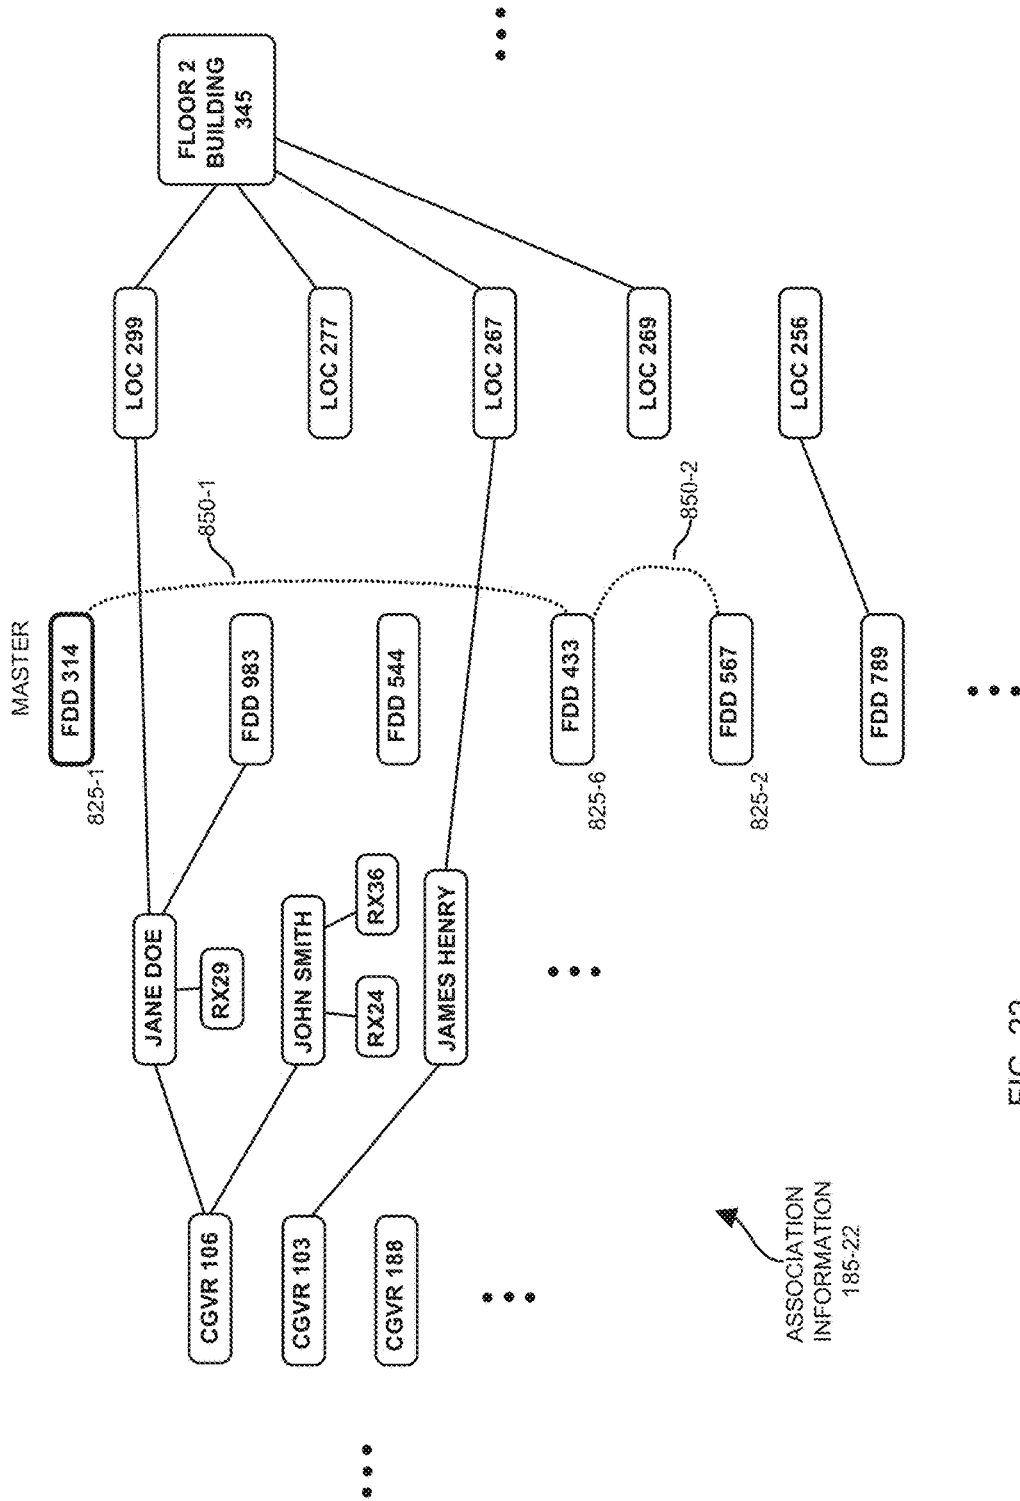 MASTER
825-1
FDD 314
JANE DOE
LOC 299
FLOOR 2
BUILDING
345
850-1
CGVR 106
RX29
FDD 983
CGVR 103
JOHN SMITH
LOC 277
RX24
RX36
CGVR 188
FDD 544
JAMES HENRY
LOC 267
825-6
FDD 433
850-2
LOC 269
825-2
FDD 567
LOC 256
ASSOCIATION
INFORMATION
185-22
FDD 789
FIG. 22